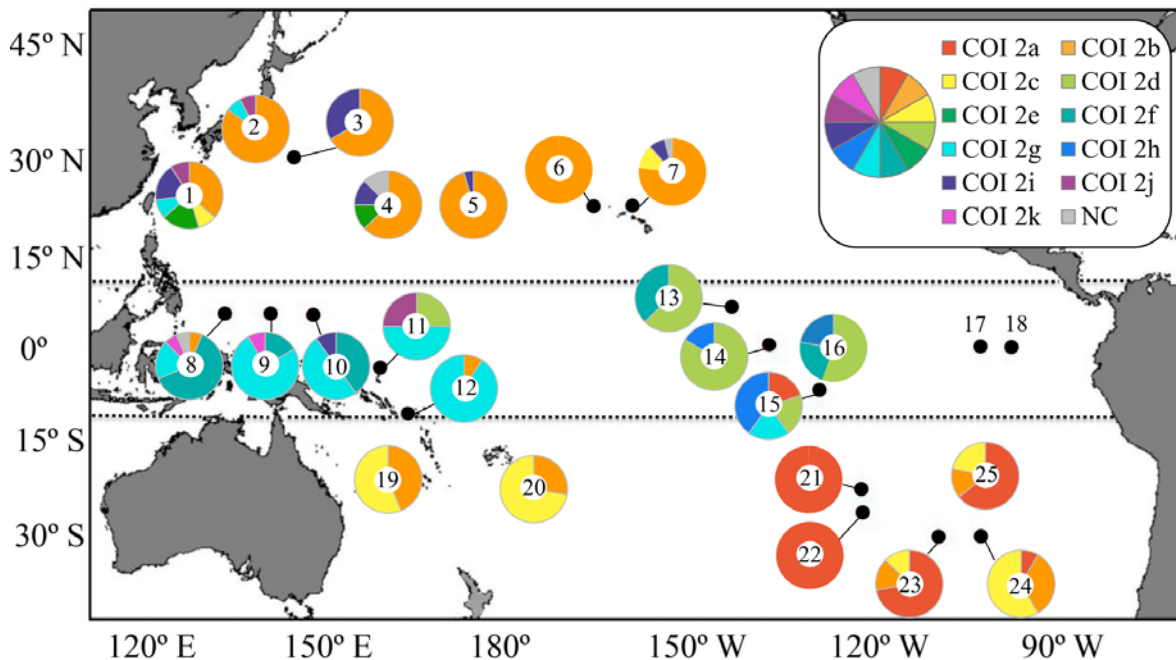 45º N
30º N
15º N
0º
15º S
30º S
120º E
150º E
180º
150º W
120º W
90º W
COI 2a
COI 2b
COI 2c
COI 2d
COI 2e
COI 2f
COI 2g
COI 2h
COI 2i
COI 2j
COI 2k
NC
1
2
3
4
5
6
7
8
9
10
11
12
13
14
15
16
17
18
19
20
21
22
23
24
25